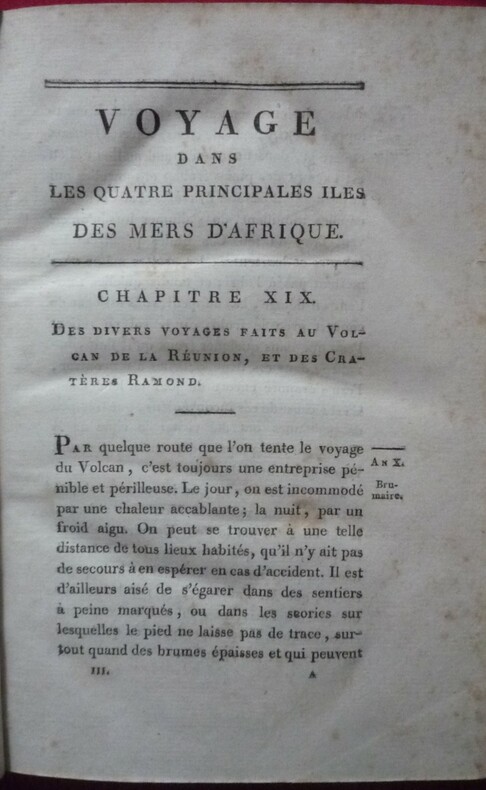 VOYAGE
DANS
LES QUATRE PRINCIPALES ILES
DES MERS D'AFRIQUE.
CHAPITRE XIX.
DES DIVERS VOYAGES FAITS AU VOL-
CAN DE LA RÉUNION, ET DES CRA-
TÈRES RAMOND.
PAR quelque route que l'on tente le voyage
du Volcan, c'est toujours une entreprise pé-
nible et périlleuse. Le jour, on est incommodé
par une chaleur accablante; la nuit, par un
froid aigu. On peut se trouver à une telle
distance de tous lieux habités, qu'il n'y ait pas
de secours à en espérer en cas d'accident. Il est
d'ailleurs aisé de s'égarer dans des sentiers
à peine marqués, ou dans les scories sur
lesquelles le pied ne laisse pas de trace, sur-
tout quand des brumes épaisses et qui peuvent
AN X.
Bru-
maire.
III.
A